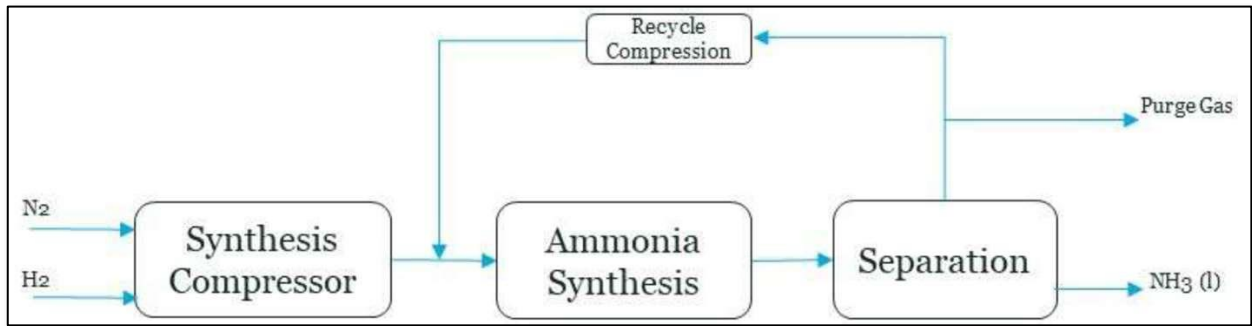 Recycle
Compression
Purge Gas
N2
Synthesis
Compressor
H2
Ammonia
Synthesis
Separation
NH3 (l)